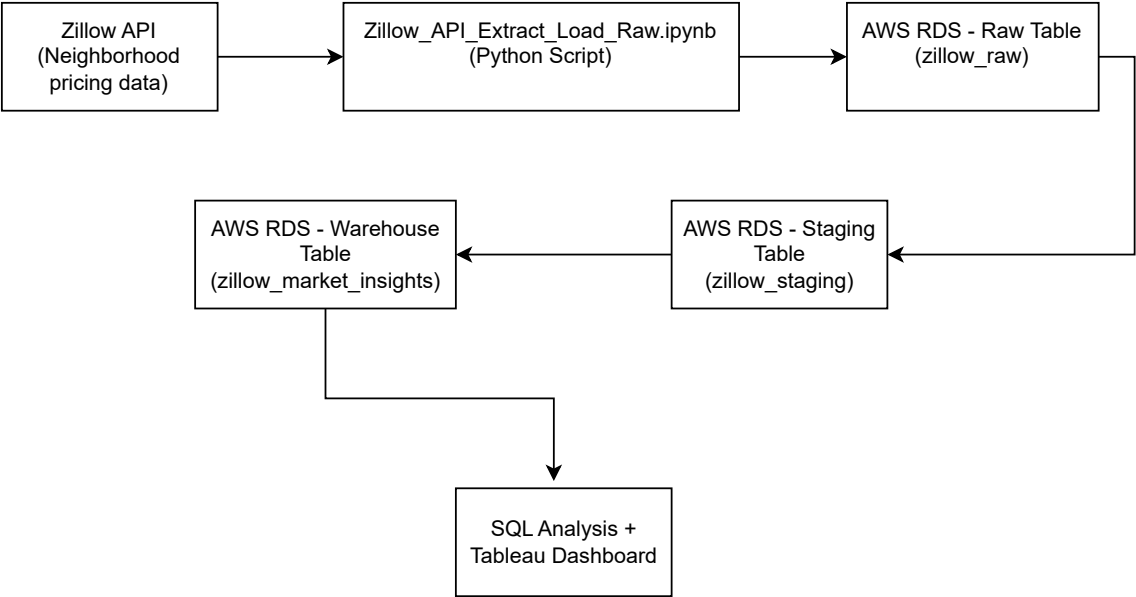 Zillow API
(Neighborhood
pricing data)
Zillow_API_Extract_Load_Raw.ipynb
(Python Script)
AWS RDS - Raw Table
(zillow_raw)
AWS RDS - Warehouse
Table
(zillow_market_insights)
AWS RDS - Staging
Table
(zillow_staging)
SQL Analysis +
Tableau Dashboard